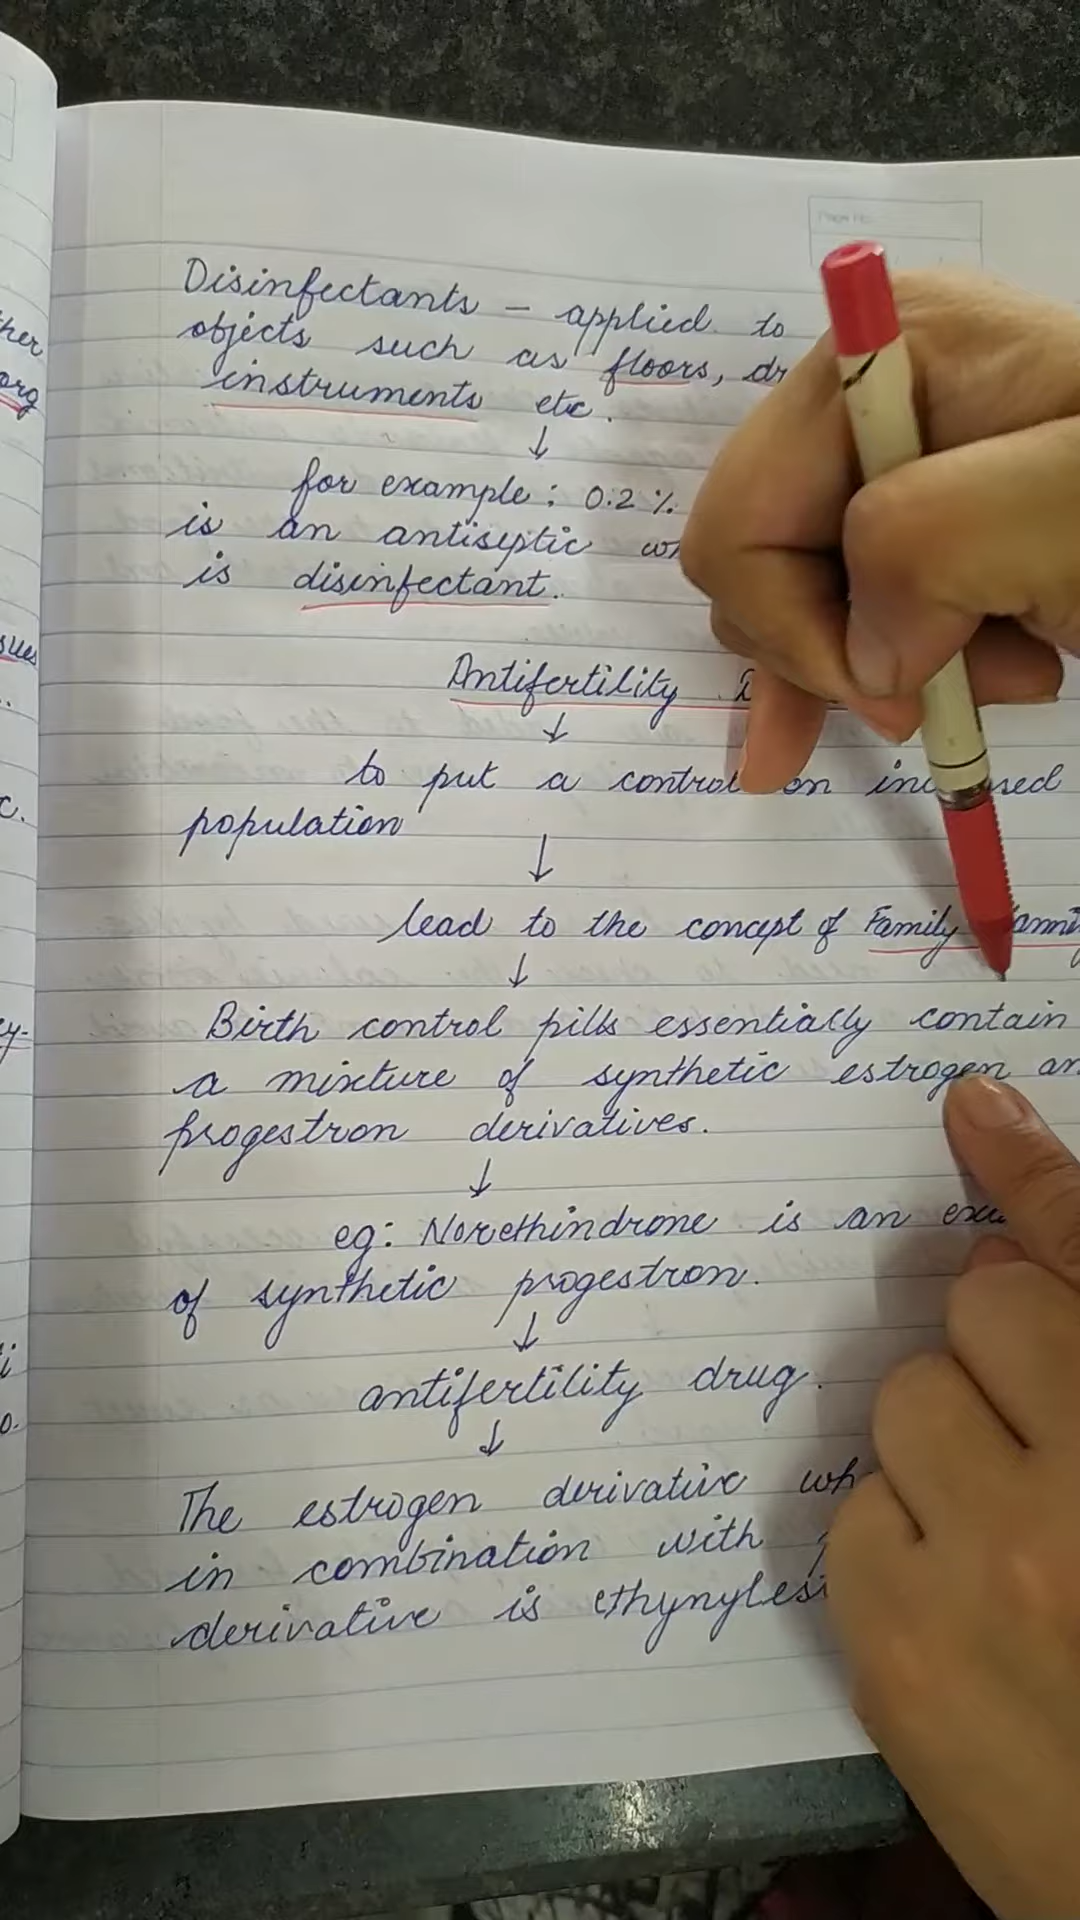 Disinfectants - applied to
objects such as floors,
instruments etc.
↓
for example : 0.2 %
is an antiseptic
is disinfectant.
Antifertility
↓
to put a control on
population
↓
lead to the concept of Family
↓
Birth control pills essentially contain
a mixture of synthetic estrogen
progestron derivatives.
↓
eg: Norethindrone is an
of synthetic progestron.
↓
antifertility drug.
↓
The estrogen derivative
in combination with
derivative is
her
org
sues
c.